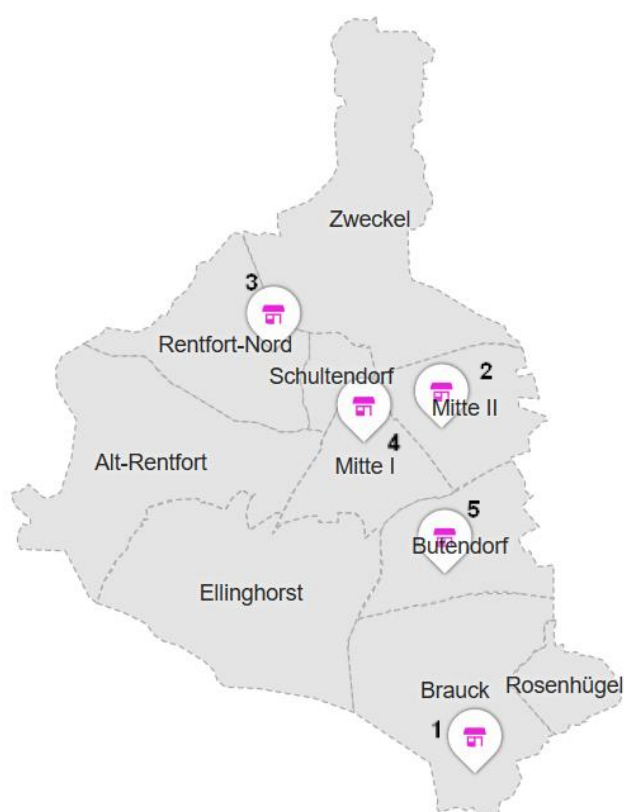 Zweckel
3
Rentfort-Nord
Schultendorf
2
Mitte II
4
Alt-Rentfort
Mitte I
5
Butendorf
Ellinghorst
Brauck
Rosenhügel
1